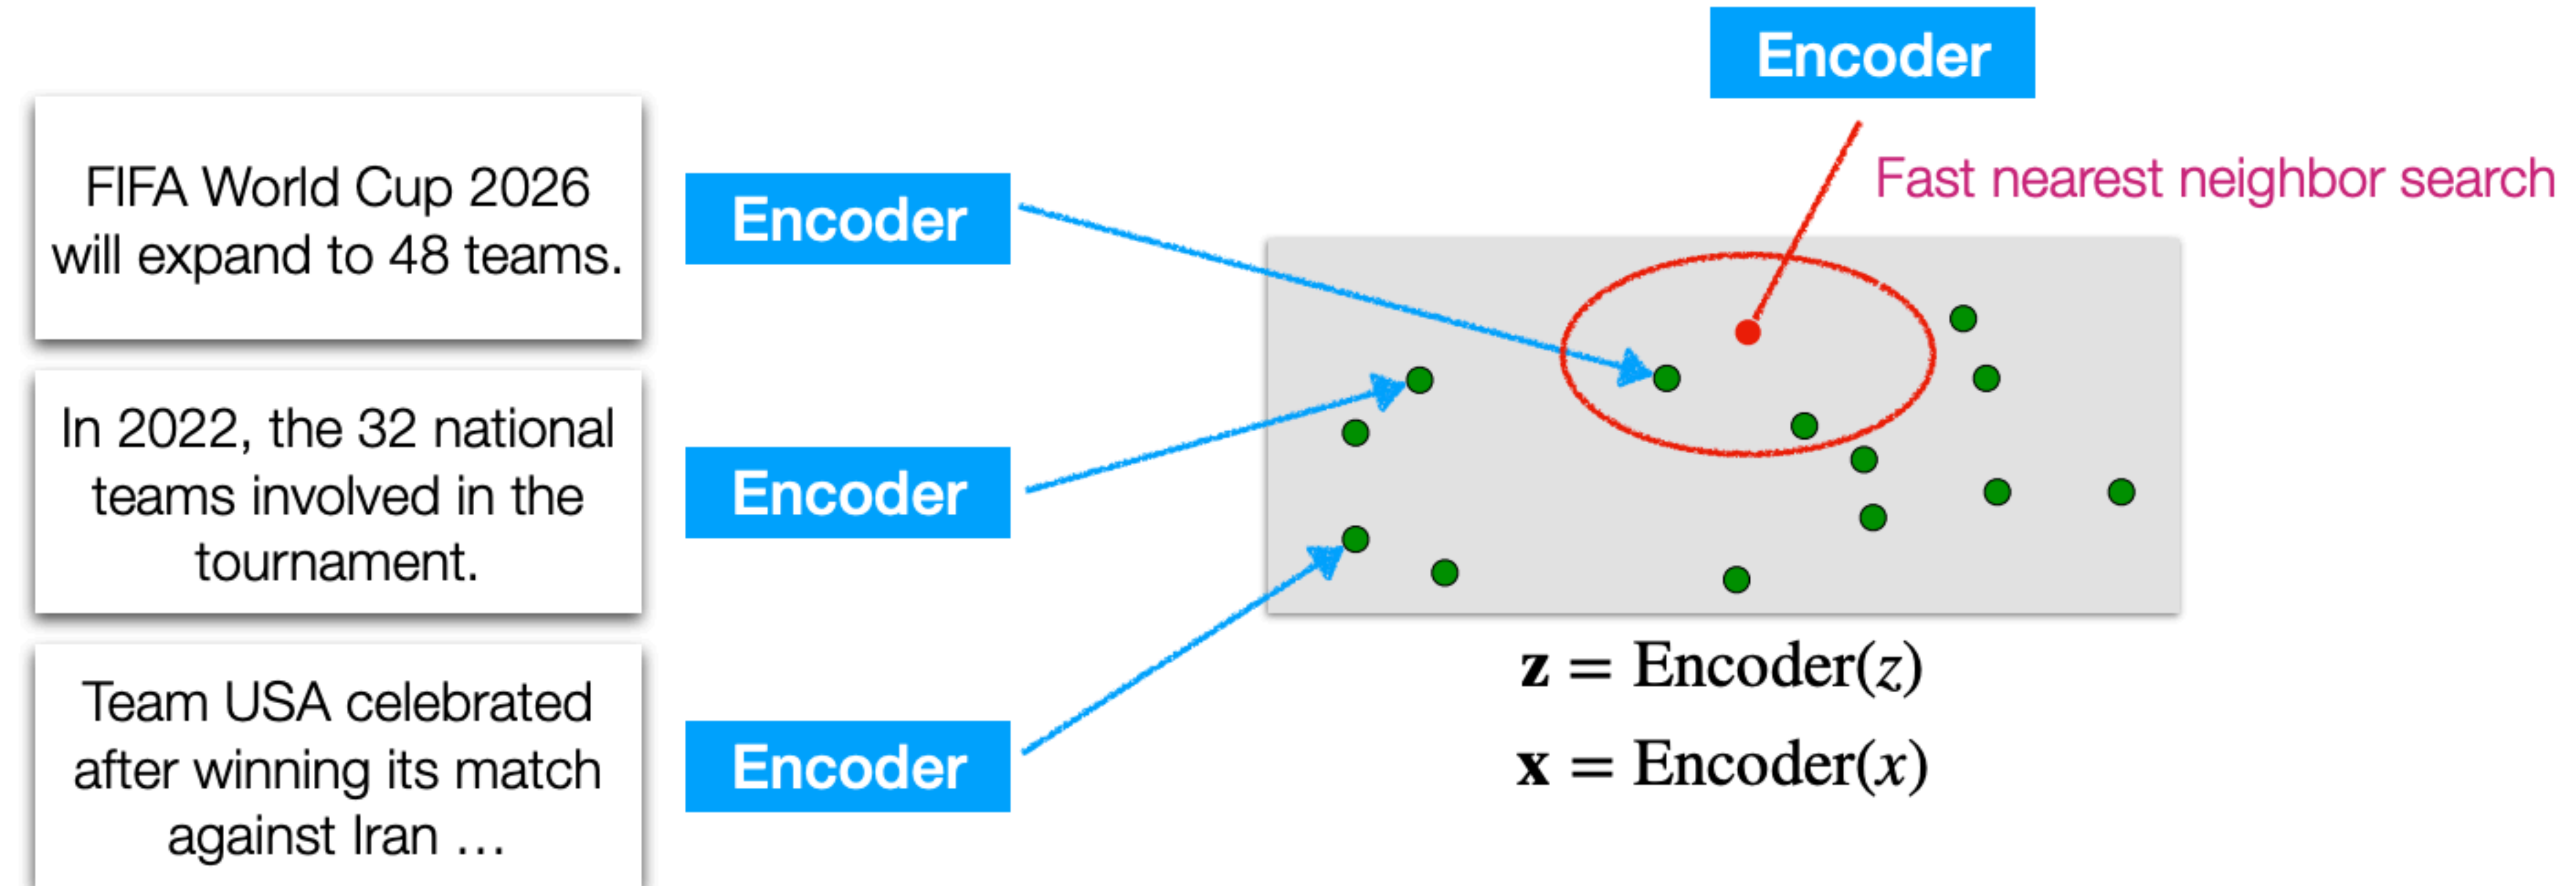 Encoder
FIFA World Cup 2026
will expand to 48 teams.
Encoder
Fast nearest neighbor search
In 2022, the 32 national
teams involved in the
tournament.
Encoder
Team USA celebrated
after winning its match
against Iran …
Encoder
z = Encoder(z)
x = Encoder(x)